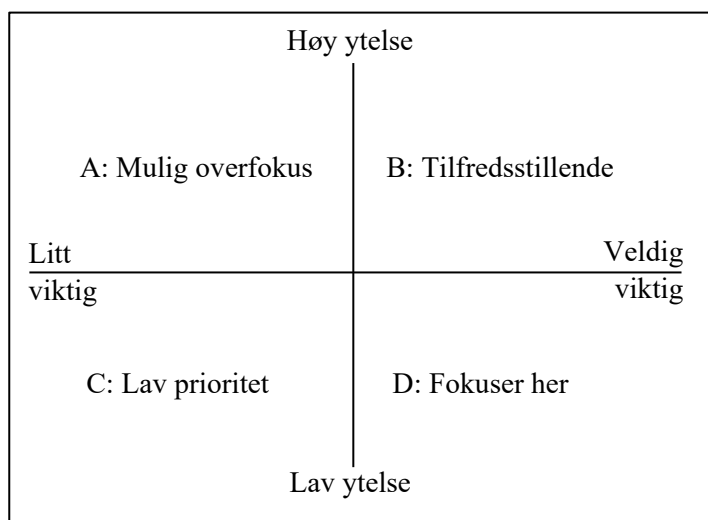 Høy ytelse
A: Mulig overfokus
B: Tilfredsstillende
Litt
viktig
Veldig
viktig
C: Lav prioritet
D: Fokuser her
Lav ytelse